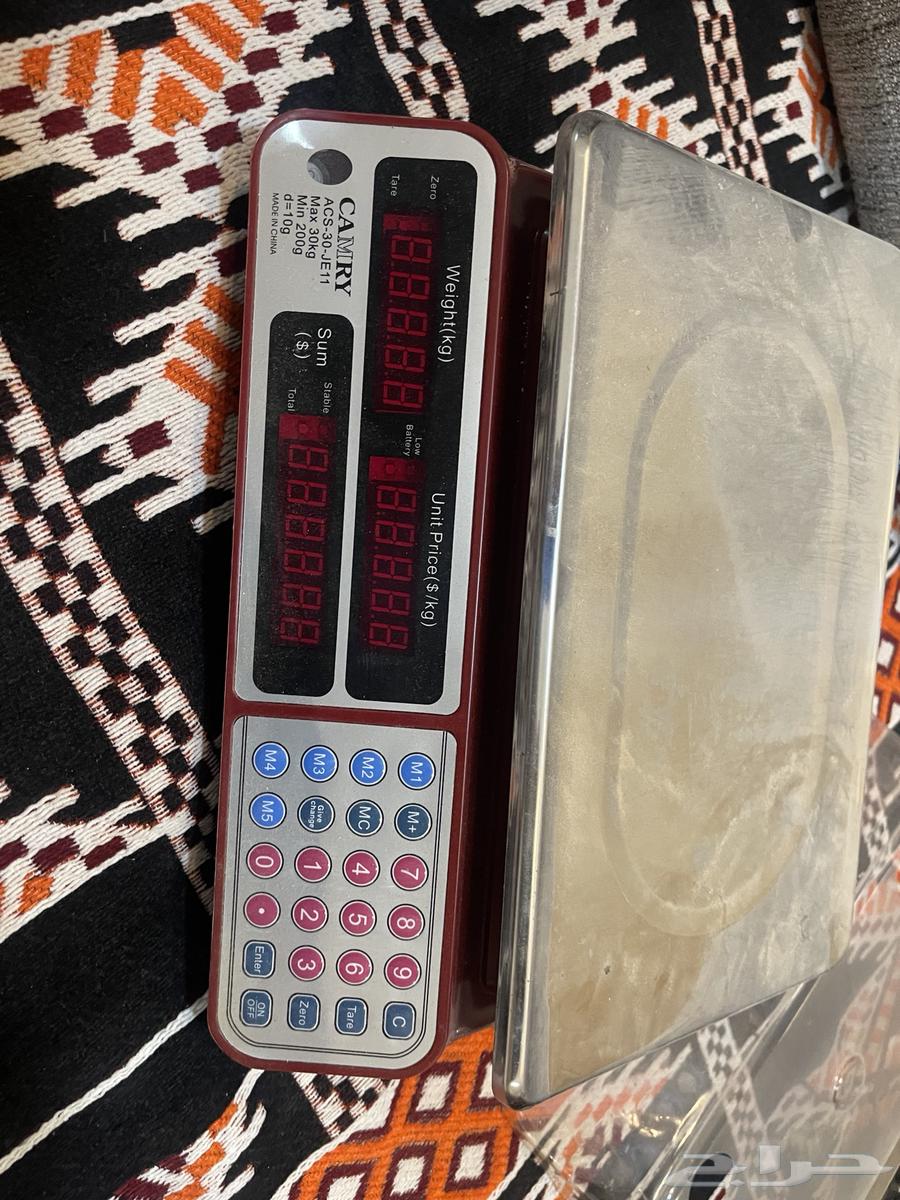 CAMRY
ACS-30-JE11
Max 30kg
Min 200g
d=10g
MADE IN CHINA
Weight(kg)
Zero
Tare
Unit Price($/kg)
Low
Battery
Sum
($)
Stable
Total
M1 M+ 7 8 9 C
M2 MC 4 5 6 Tare
M3 Give change 1 2 3 Zero
M4 M5 0 • Enter ON OFF
حراج